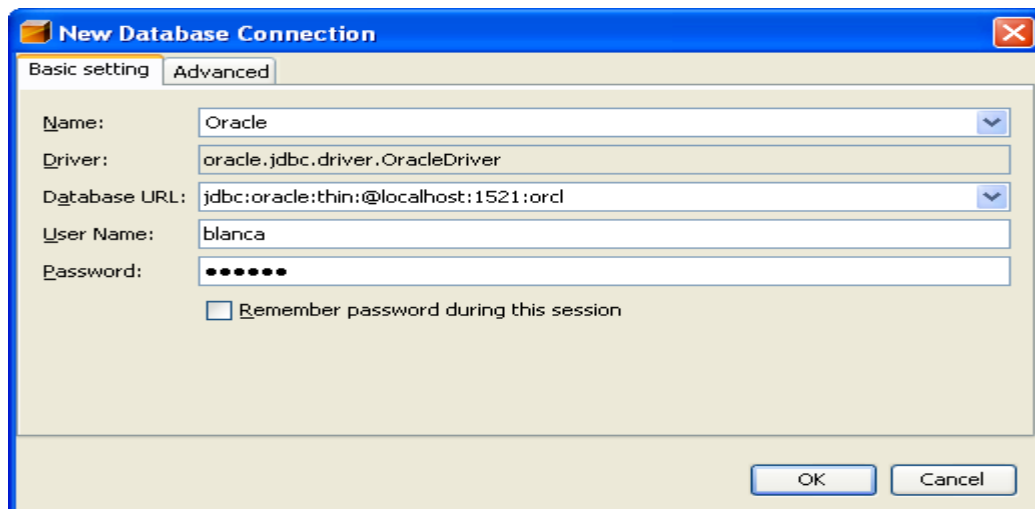 New Database Connection
Basic setting Advanced
Name: Oracle
Driver: oracle.jdbc.driver.OracleDriver
Database URL: jdbc:oracle:thin:@localhost:1521:orcl
User Name: blanca
Password: ●●●●●●
Remember password during this session
OK Cancel